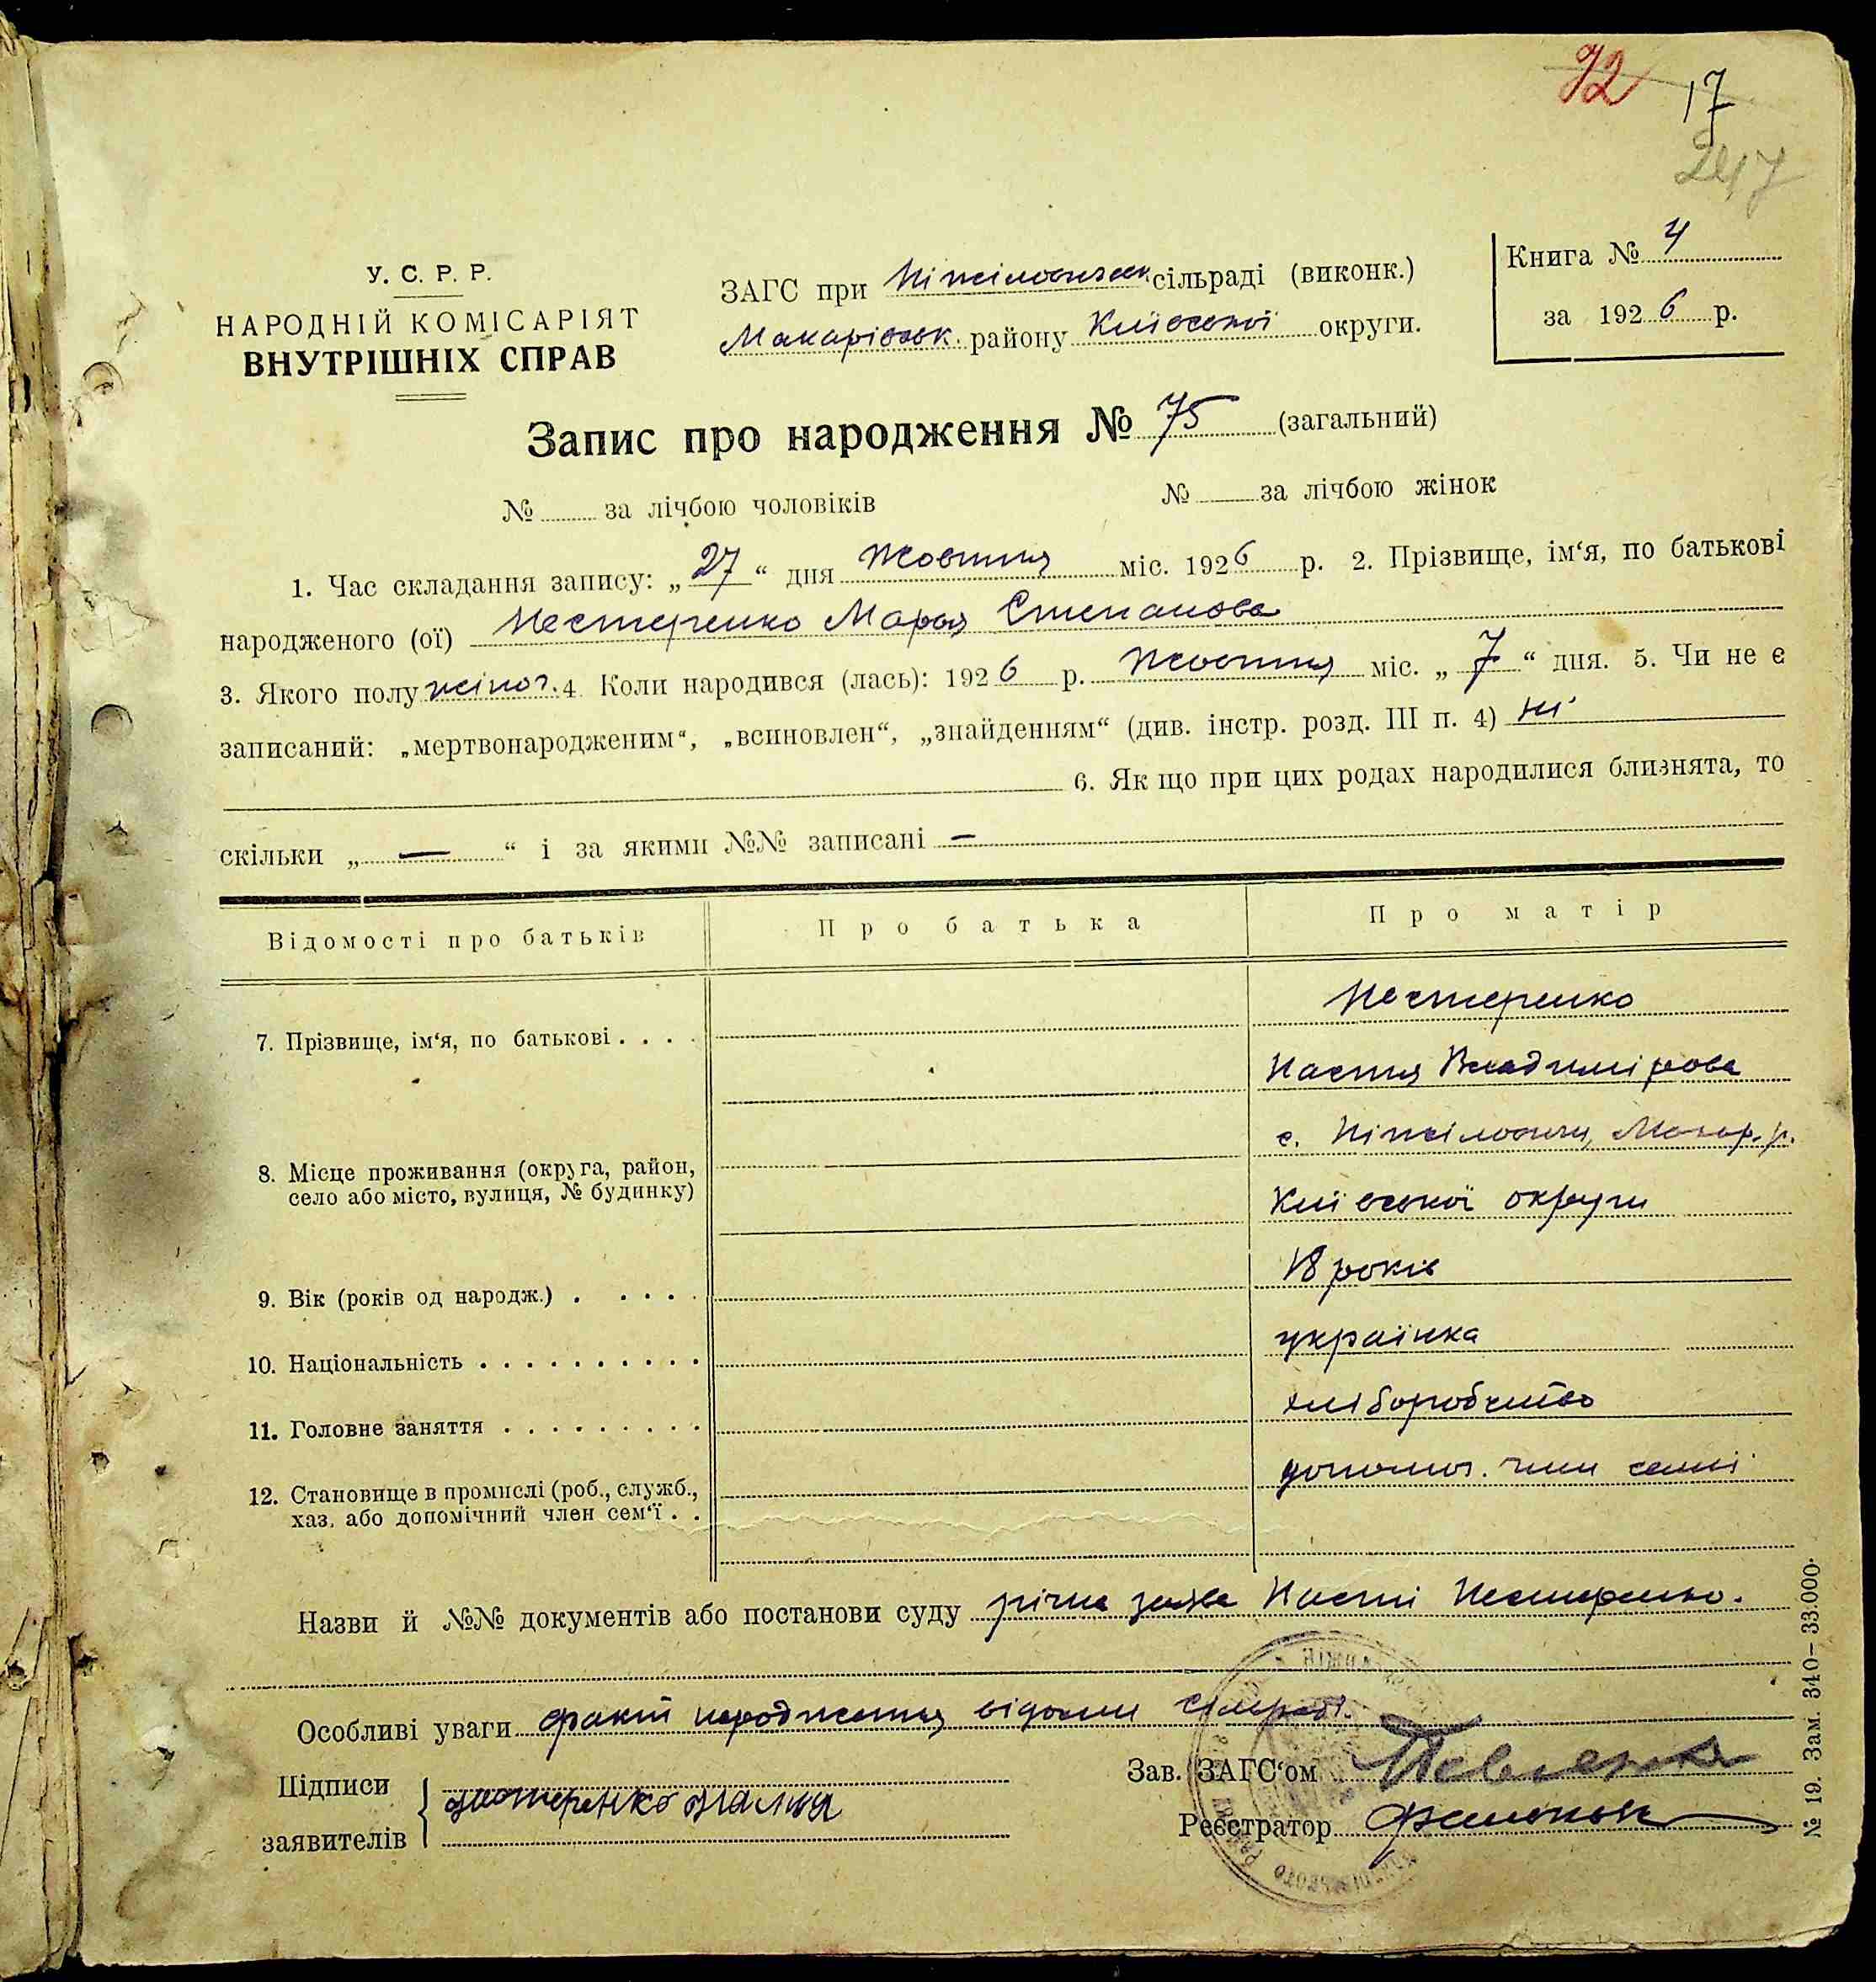 72 17
247
У. С. Р. Р.
НАРОДНІЙ КОМІСАРІЯТ
ВНУТРІШНІХ СПРАВ
ЗАГС при Ніжіловицьк. сільраді (виконк.)
Макарівськ. району Київської округи.
Книга № 4
за 1926 р.
Запис про народження № 75 (загальний)
№ за лічбою чоловіків № за лічбою жінок
1. Час складання запису: „27“ дня Жовтня міс. 1926 р. 2. Прізвище, ім‘я, по батькові
народженого (ої) Нестеренко Марья Степанова
3. Якого полу жіноч. 4 Коли народився (лась): 1926 р. Жовтня міс. „7“ дня. 5. Чи не є
записаний: „мертвонародженим“, „всиновлен“, „знайденням“ (див. інстр. розд. III п. 4) ні
6. Як що при цих родах народилися близнята, то
скільки „—“ і за якими №№ записані —
Відомості про батьків Про батька Про матір
7. Прізвище, ім‘я, по батькові . . . . Нестеренко
Настя Владимірова
8. Місце проживання (округа, район, село або місто, вулиця, № будинку) с. Ніжіловичи, Макар. р.
Київської округи
9. Вік (років од народж.) . . . . . 18 років
10. Національність . . . . . . . . . . українка
11. Головне заняття . . . . . . . . . хліборобство
12. Становище в промислі (роб., служб., хаз. або допомічний член сем‘ї . . допомог. член семьї
Назви й №№ документів або постанови суду річна заява Насті Нестеренко.
Особливі уваги факт народження відоми сільраді.
Підписи
заявителів Нестеренко
Зав. ЗАГС‘ом
Реєстратор
№ 19. Зам. 340–33.000.